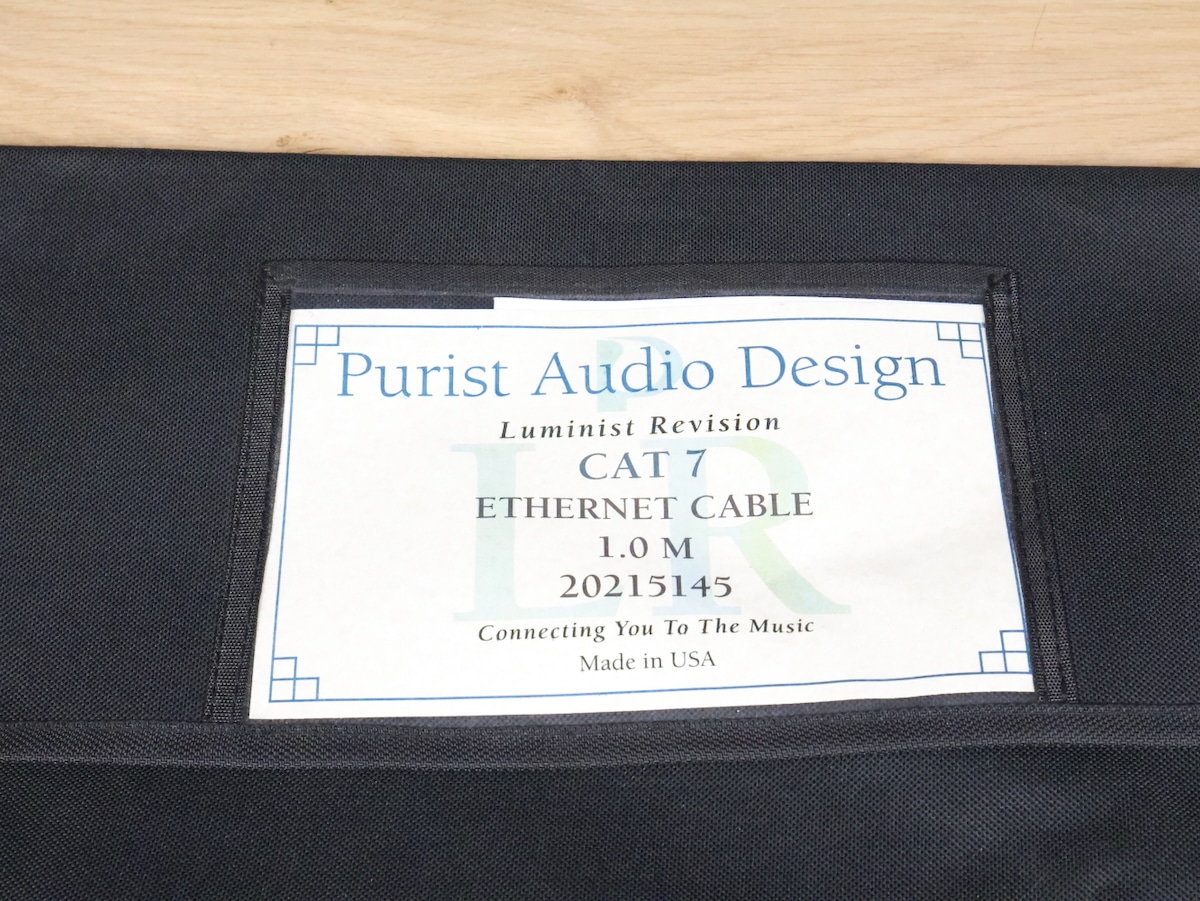 Purist Audio Design
Luminist Revision
CAT 7
ETHERNET CABLE
1.0 M
20215145
Connecting You To The Music
Made in USA
P
LR